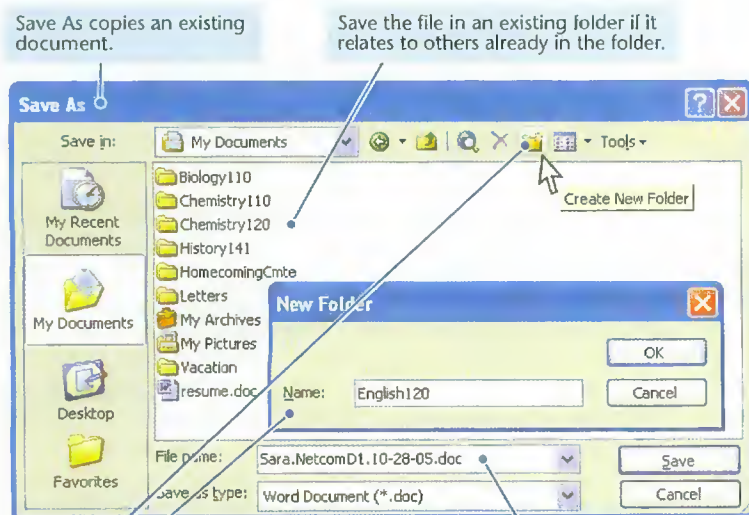 Save As copies an existing
document.
Save the file in an existing folder if it
relates to others already in the folder.
Save As
Save in:
My Documents
Tools
Biology110
Chemistry110
Chemistry120
History141
HomecomingCmte
Letters
My Archives
My Pictures
Vacation
resume.doc
Create New Folder
My Recent
Documents
My Documents
Desktop
Favorites
New Folder
OK
Name:
English120
Cancel
File name:
Sara.NetcomD1.10-28-05.doc
Save
Save as type:
Word Document (*.doc)
Cancel